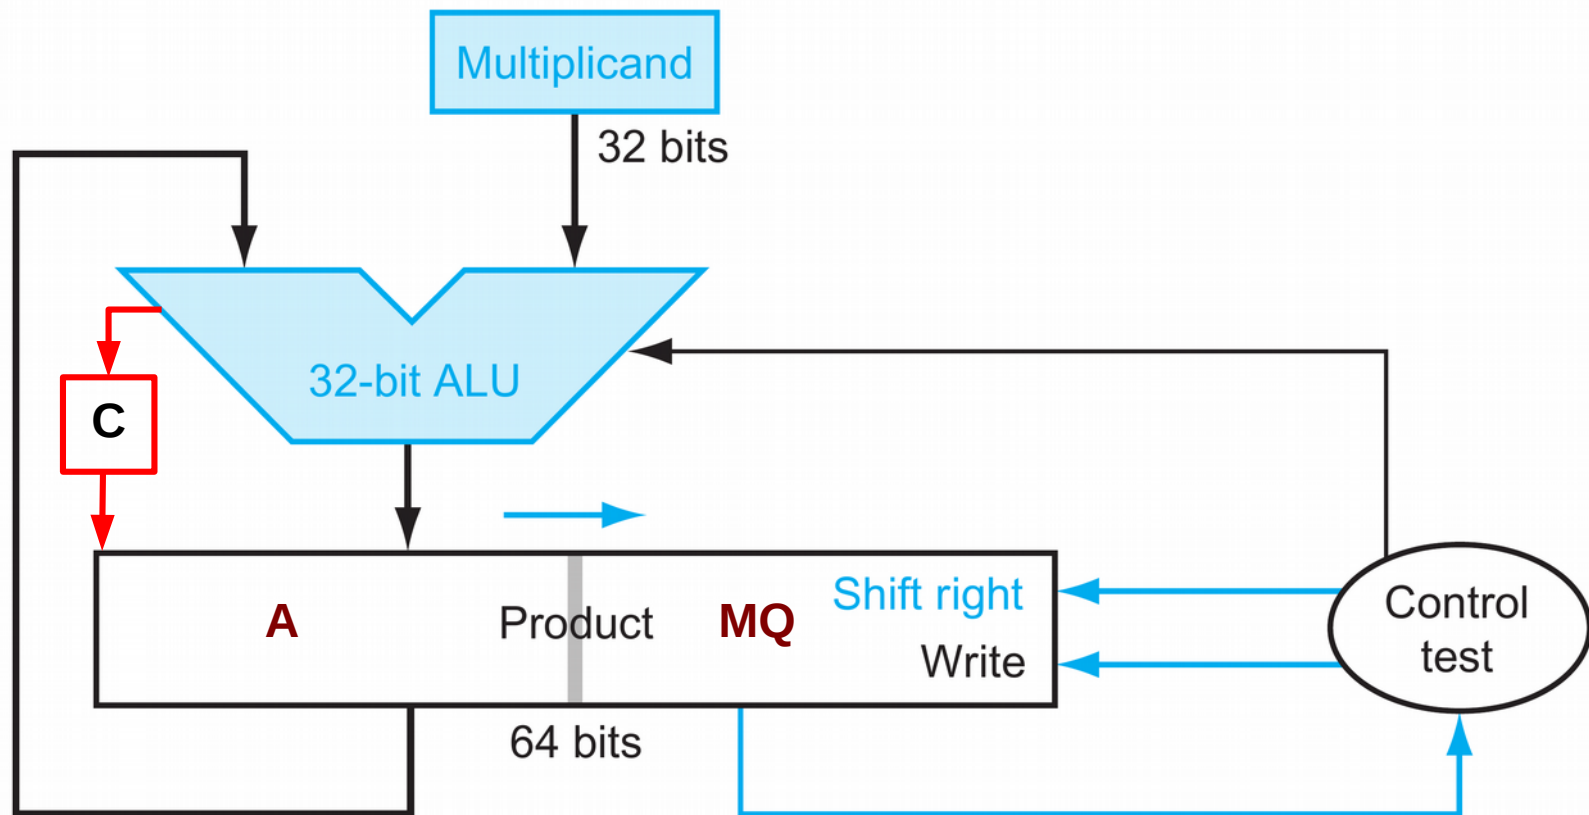 Multiplicand
32 bits
32-bit ALU
C
A
Product
MQ
Shift right
Write
Control
test
64 bits